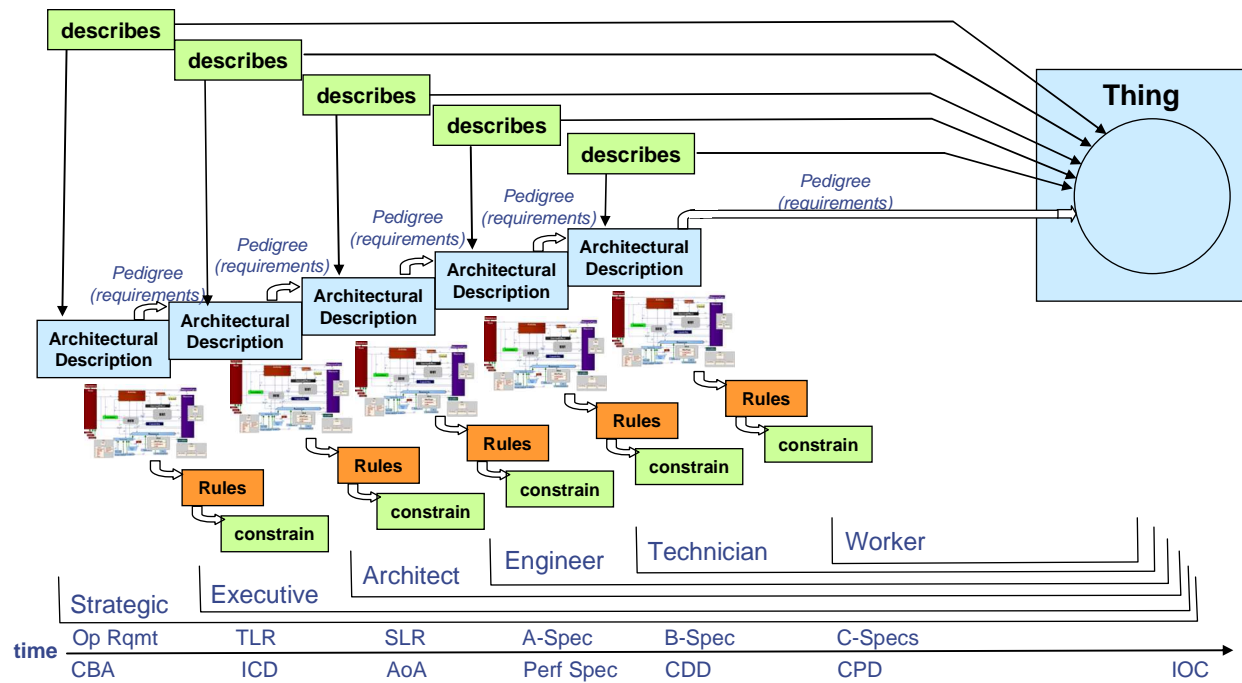 describes
describes
describes
describes
describes
Thing
Pedigree
(requirements)
Pedigree
(requirements)
Pedigree
(requirements)
Pedigree
(requirements)
Pedigree
(requirements)
Architectural
Description
Architectural
Description
Architectural
Description
Architectural
Description
Architectural
Description
Rules
constrain
Rules
constrain
Rules
constrain
Rules
constrain
Rules
constrain
Strategic
Executive
Architect
Engineer
Technician
Worker
Op Rqmt TLR SLR A-Spec B-Spec C-Specs
time
CBA ICD AoA Perf Spec CDD CPD IOC